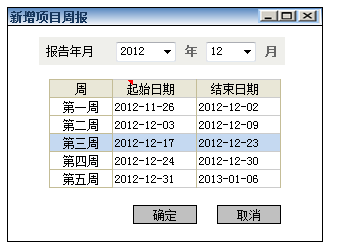 新增项目周报
报告年月 2012 年 12 月
周 起始日期 结束日期
第一周 2012-11-26 2012-12-02
第二周 2012-12-03 2012-12-09
第三周 2012-12-17 2012-12-23
第四周 2012-12-24 2012-12-30
第五周 2012-12-31 2013-01-06
确定 取消